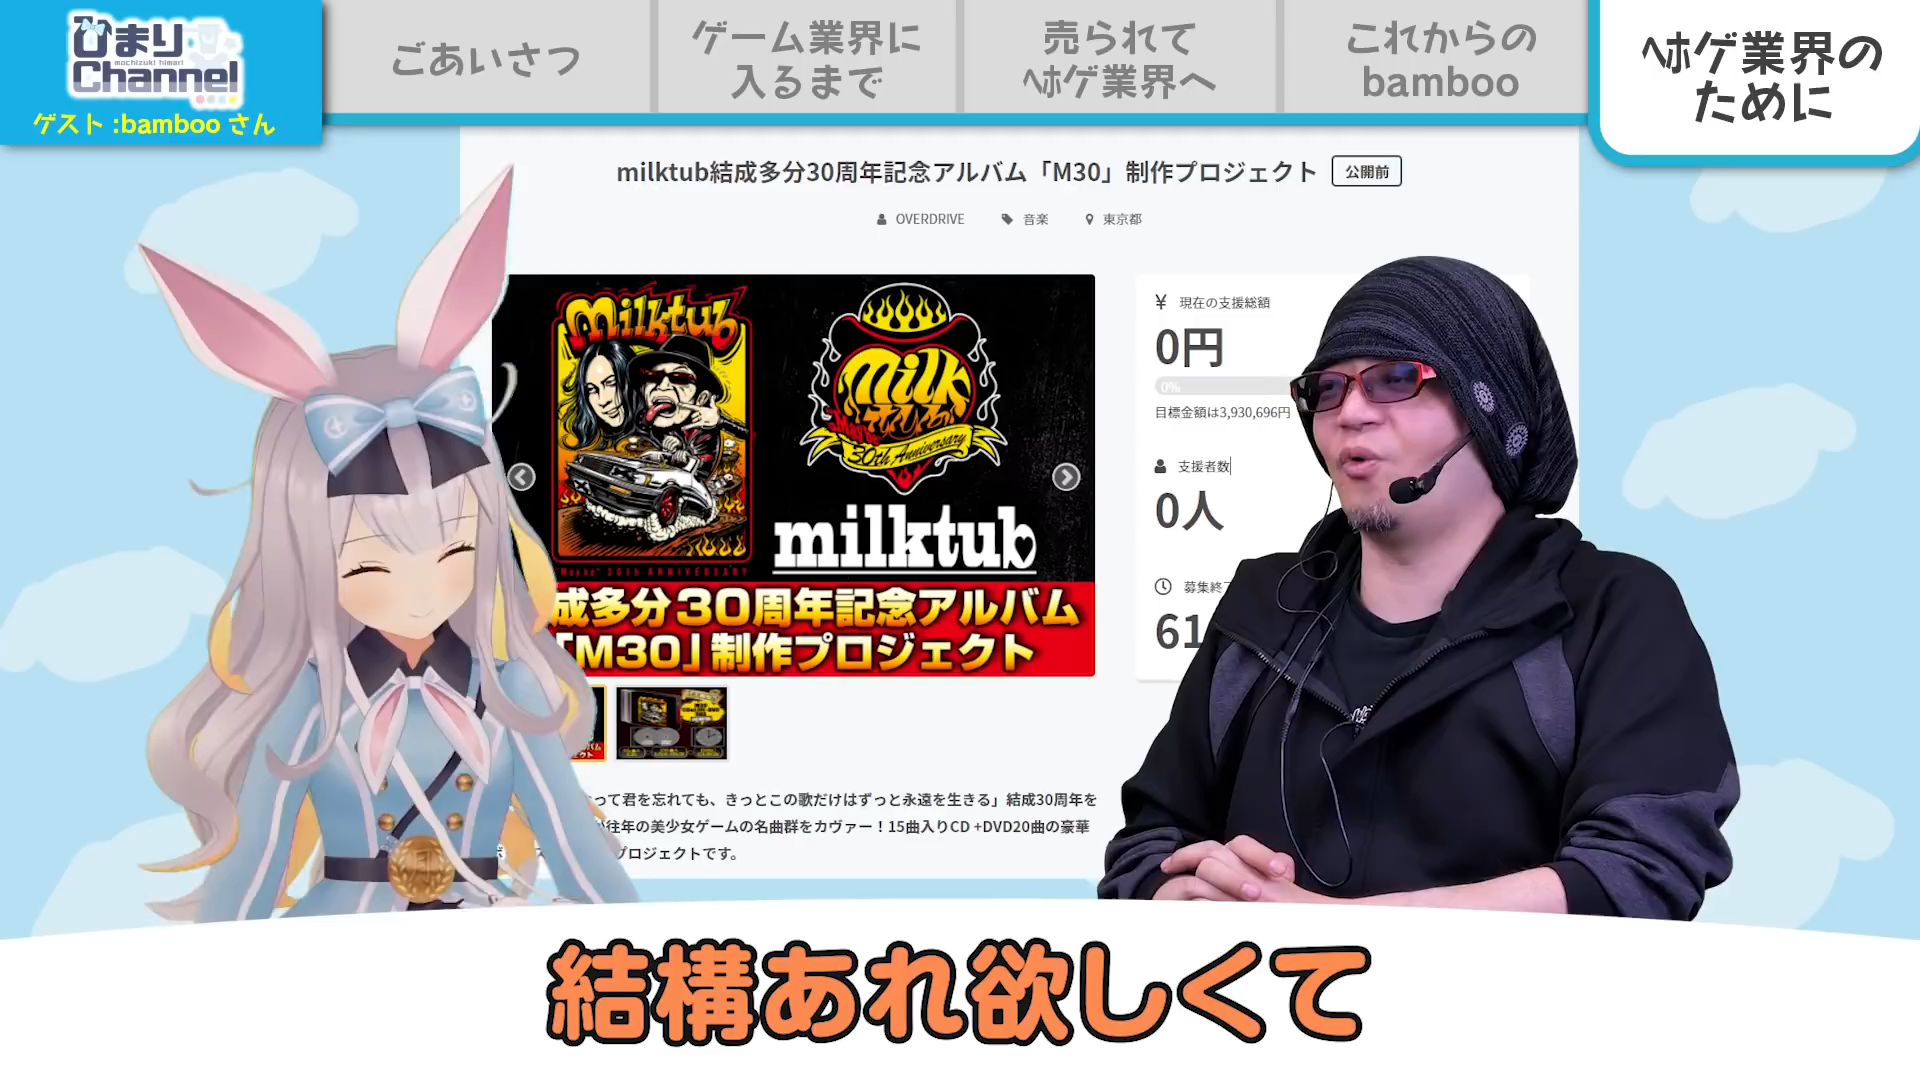 ひまり
mochizuki himari
Channel
ゲスト:bambooさん
ごあいさつ
ゲーム業界に
入るまで
売られて
ﾍﾎゲ業界へ
これからの
bamboo
ﾍﾎゲ業界の
ために
milktub結成多分30周年記念アルバム「M30」制作プロジェクト
公開前
OVERDRIVE
音楽
東京都
milktub
Milk
30th Anniversary
milktub
成多分30周年記念アルバム
「M30」制作プロジェクト
¥ 現在の支援総額
0円
0%
目標金額は3,930,696円
支援者数
0人
募集終
61
って君を忘れても、きっとこの歌だけはずっと永遠を生きる」結成30周年を
往年の美少女ゲームの名曲群をカヴァー！15曲入りCD +DVD20曲の豪華
プロジェクトです。
結構あれ欲しくて